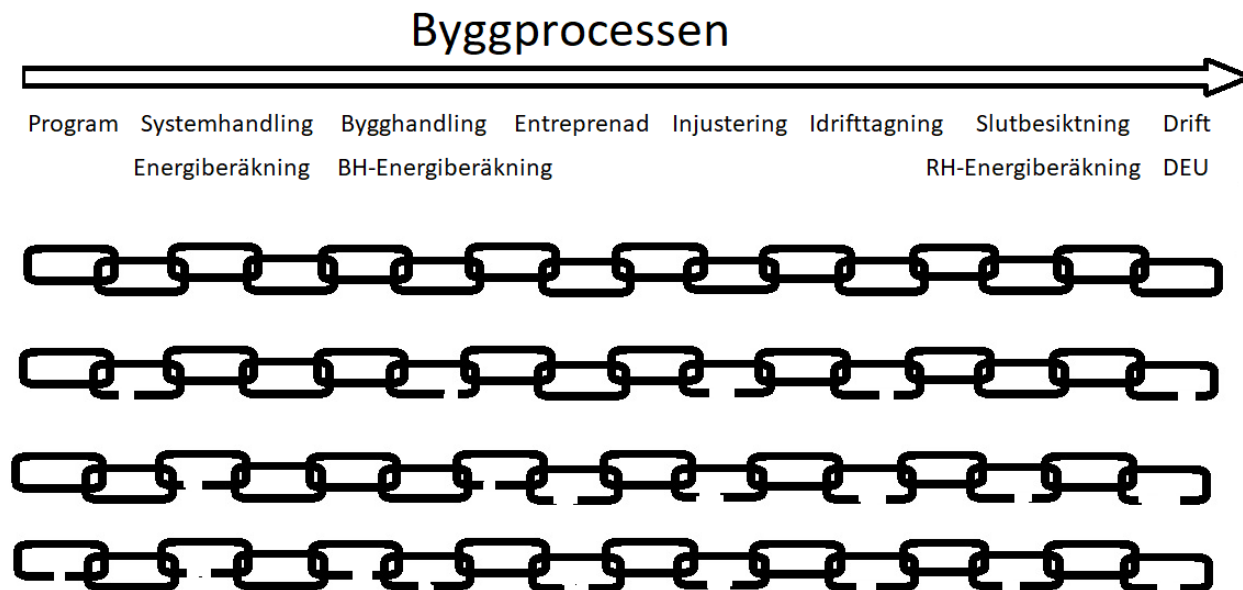 Byggprocessen
Program Systemhandling Bygghandling Entreprenad Injustering Idrifttagning Slutbesiktning Drift
Energiberäkning BH-Energiberäkning RH-Energiberäkning DEU